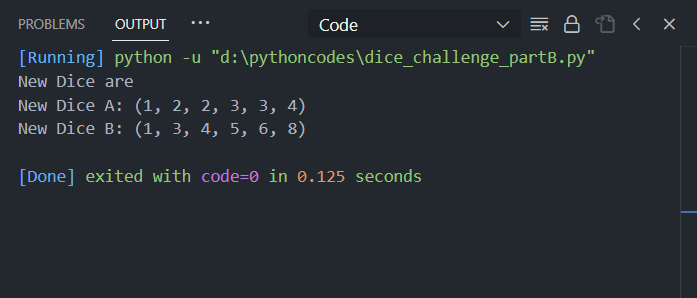 PROBLEMS OUTPUT ··· Code
[Running] python -u "d:\pythoncodes\dice_challenge_partB.py"
New Dice are
New Dice A: (1, 2, 2, 3, 3, 4)
New Dice B: (1, 3, 4, 5, 6, 8)
[Done] exited with code=0 in 0.125 seconds